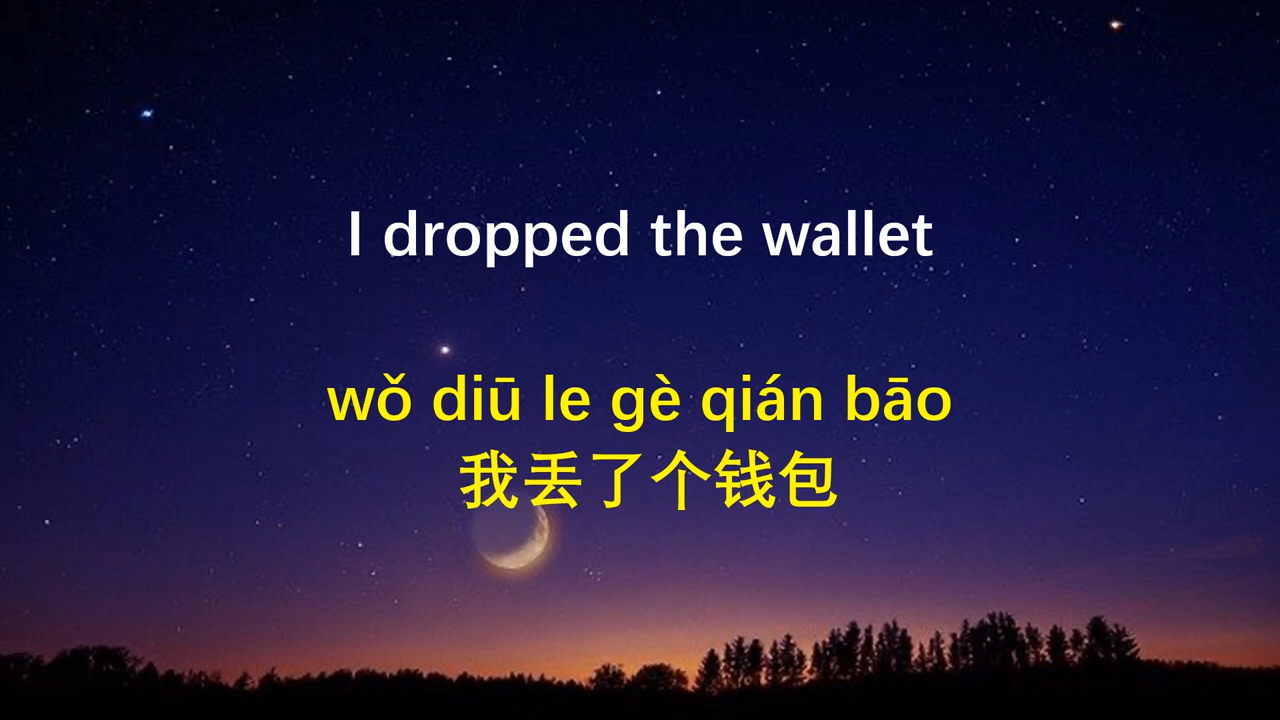 I dropped the wallet
wǒ diū le gè qián bāo
我丢了个钱包